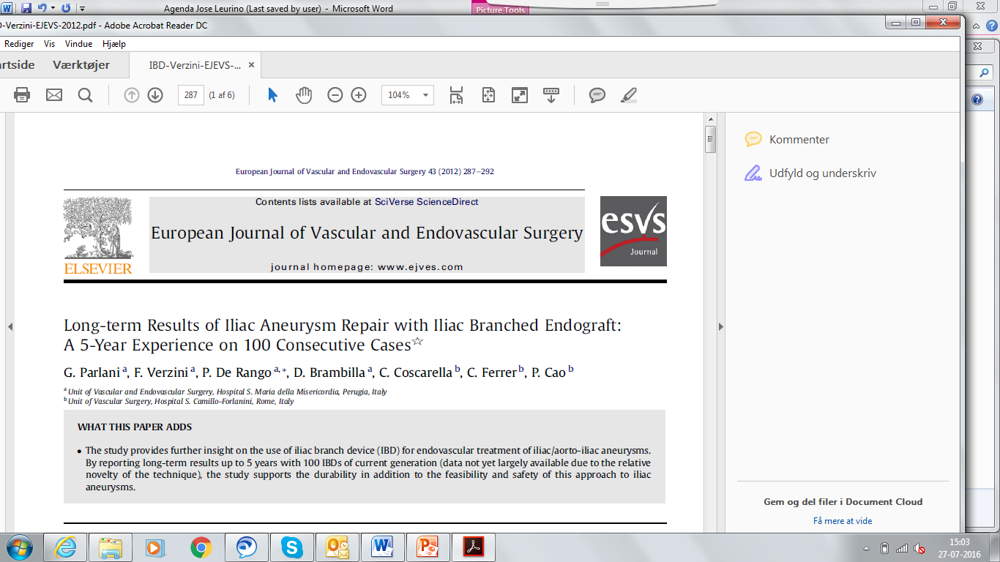 Agenda Jose Leurino (Last saved by user) - Microsoft Word
Picture Tools
D-Verzini-EJEVS-2012.pdf - Adobe Acrobat Reader DC
Rediger Vis Vindue Hjælp
artside Værktøjer IBD-Verzini-EJEVS-... ×
287 (1 af 6) 104%
Kommenter
Udfyld og underskriv
European Journal of Vascular and Endovascular Surgery 43 (2012) 287–292
Contents lists available at SciVerse ScienceDirect
European Journal of Vascular and Endovascular Surgery
journal homepage: www.ejves.com
ELSEVIER
esvs
Journal
Long-term Results of Iliac Aneurysm Repair with Iliac Branched Endograft:
A 5-Year Experience on 100 Consecutive Cases☆
G. Parlani a, F. Verzini a, P. De Rango a,*, D. Brambilla a, C. Coscarella b, C. Ferrer b, P. Cao b
a Unit of Vascular and Endovascular Surgery, Hospital S. Maria della Misericordia, Perugia, Italy
b Unit of Vascular Surgery, Hospital S. Camillo-Forlanini, Rome, Italy
WHAT THIS PAPER ADDS
• The study provides further insight on the use of iliac branch device (IBD) for endovascular treatment of iliac/aorto-iliac aneurysms.
By reporting long-term results up to 5 years with 100 IBDs of current generation (data not yet largely available due to the relative
novelty of the technique), the study supports the durability in addition to the feasibility and safety of this approach to iliac
aneurysms.
Gem og del filer i Document Cloud
Få mere at vide
15:03
27-07-2016